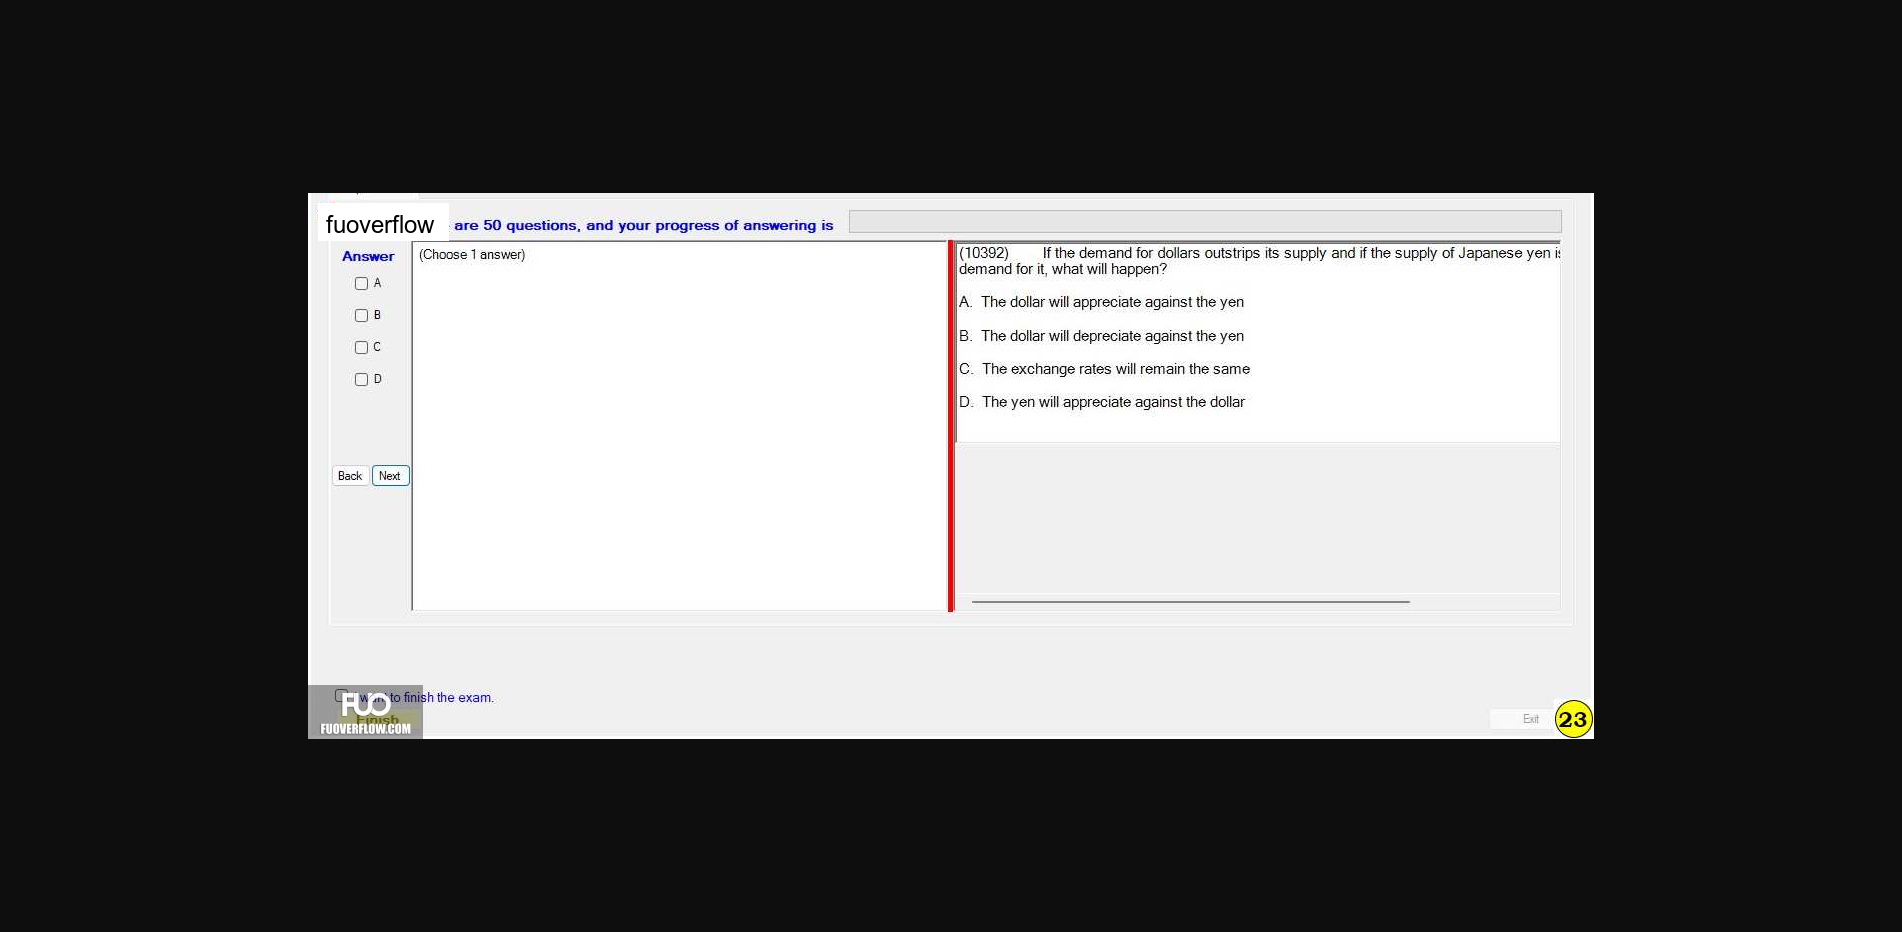 fuoverflow are 50 questions, and your progress of answering is
Answer
(Choose 1 answer)
A
B
C
D
Back Next
(10392) If the demand for dollars outstrips its supply and if the supply of Japanese yen is
demand for it, what will happen?
A. The dollar will appreciate against the yen
B. The dollar will depreciate against the yen
C. The exchange rates will remain the same
D. The yen will appreciate against the dollar
want to finish the exam.
Finish
FUO
FUOVERFLOW.COM
Exit
23